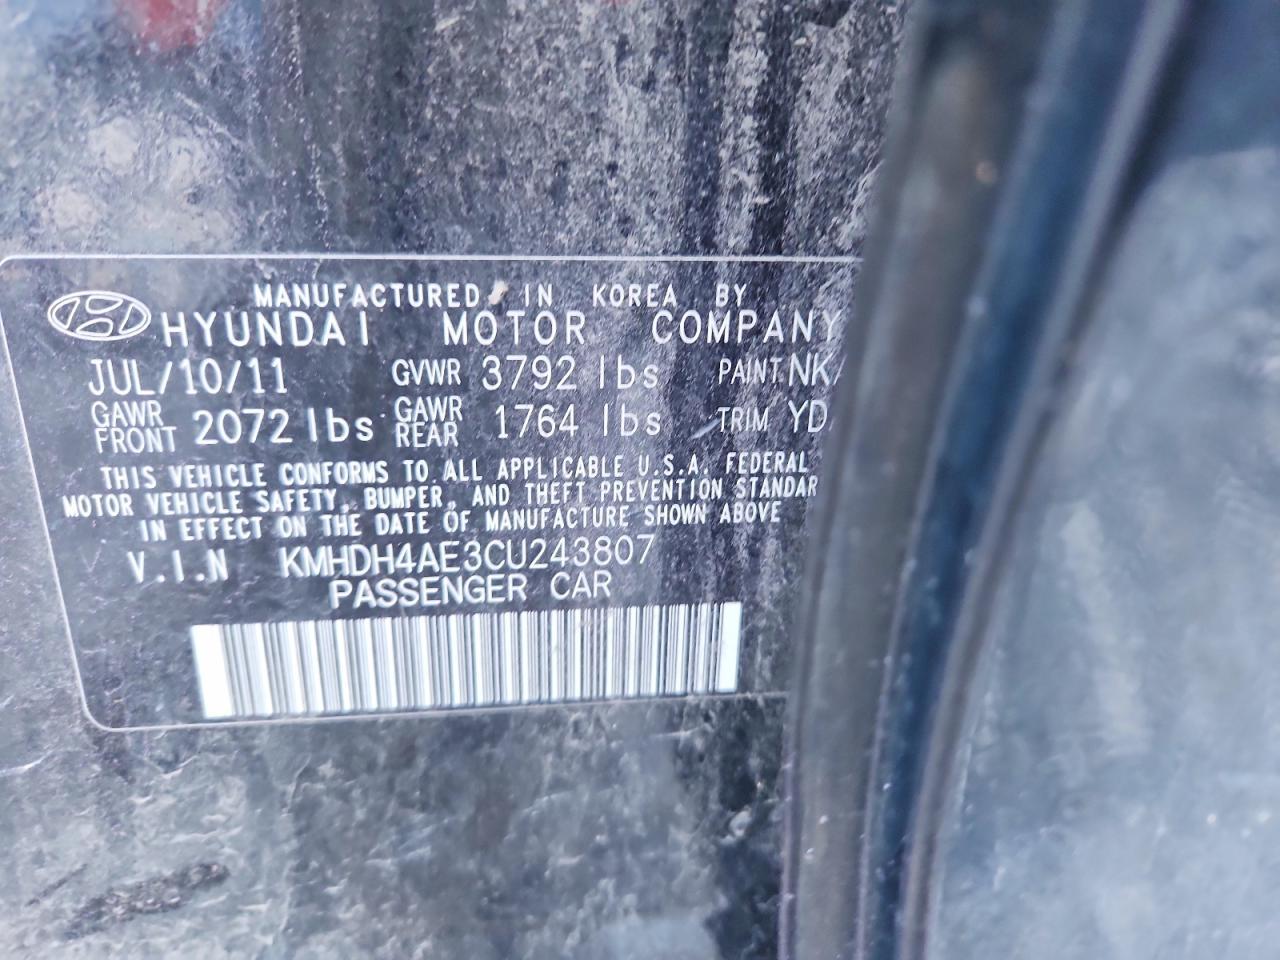 MANUFACTURED IN KOREA BY
HYUNDAI MOTOR COMPANY
JUL/10/11 GVWR 3792 lbs PAINT NK
GAWR FRONT 2072 lbs GAWR REAR 1764 lbs TRIM YD
THIS VEHICLE CONFORMS TO ALL APPLICABLE U.S.A. FEDERAL
MOTOR VEHICLE SAFETY, BUMPER, AND THEFT PREVENTION STANDAR
IN EFFECT ON THE DATE OF MANUFACTURE SHOWN ABOVE
V.I.N KMHDH4AE3CU243807
PASSENGER CAR